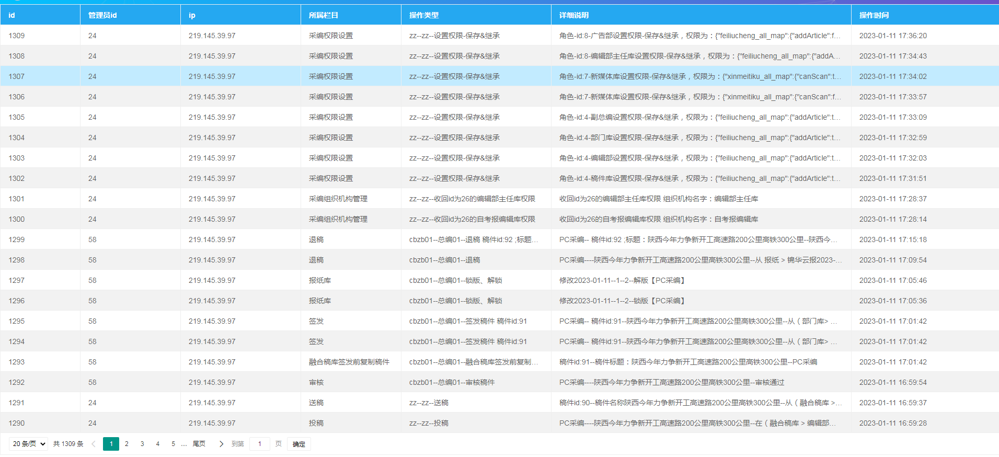 id 管理员id ip 所属栏目 操作类型 详细说明 操作时间
1309 24 219.145.39.97 采编权限设置 zz--zz--设置权限-保存&继承 角色-id:8-广告部设置权限-保存&继承，权限为：{"feiliucheng_all_map":{"addArticle":f... 2023-01-11 17:36:20
1308 24 219.145.39.97 采编权限设置 zz--zz--设置权限-保存&继承 角色-id:8-编辑部主任库设置权限-保存&继承，权限为：{"feiliucheng_all_map":{"addA... 2023-01-11 17:34:43
1307 24 219.145.39.97 采编权限设置 zz--zz--设置权限-保存&继承 角色-id:7-新媒体库设置权限-保存&继承，权限为：{"xinmeitiku_all_map":{"canScan":t... 2023-01-11 17:34:02
1306 24 219.145.39.97 采编权限设置 zz--zz--设置权限-保存&继承 角色-id:7-新媒体库设置权限-保存&继承，权限为：{"xinmeitiku_all_map":{"canScan":f... 2023-01-11 17:33:57
1305 24 219.145.39.97 采编权限设置 zz--zz--设置权限-保存&继承 角色-id:4-副总编设置权限-保存&继承，权限为：{"feiliucheng_all_map":{"addArticle":t... 2023-01-11 17:33:09
1304 24 219.145.39.97 采编权限设置 zz--zz--设置权限-保存&继承 角色-id:4-部门库设置权限-保存&继承，权限为：{"feiliucheng_all_map":{"addArticle":t... 2023-01-11 17:32:59
1303 24 219.145.39.97 采编权限设置 zz--zz--设置权限-保存&继承 角色-id:4-编辑部设置权限-保存&继承，权限为：{"feiliucheng_all_map":{"addArticle":t... 2023-01-11 17:32:03
1302 24 219.145.39.97 采编权限设置 zz--zz--设置权限-保存&继承 角色-id:4-稿件库设置权限-保存&继承，权限为：{"feiliucheng_all_map":{"addArticle":t... 2023-01-11 17:31:51
1301 24 219.145.39.97 采编组织机构管理 zz--zz--收回id为26的编辑部主任库权限 收回id为26的编辑部主任库权限 组织机构名字：编辑部主任库 2023-01-11 17:28:37
1300 24 219.145.39.97 采编组织机构管理 zz--zz--收回id为26的自考报编辑库权限 收回id为26的自考报编辑库权限 组织机构名字：自考报编辑库 2023-01-11 17:28:14
1299 58 219.145.39.97 退稿 cbzb01--总编01--退稿 稿件id:92 ;标题... PC采编-- 稿件id:92 ;标题：陕西今年力争新开工高速路200公里高铁300公里--陕西今... 2023-01-11 17:15:18
1298 58 219.145.39.97 退稿 cbzb01--总编01--退稿 PC采编----陕西今年力争新开工高速路200公里高铁300公里--从 报纸 > 锦华云报2023-... 2023-01-11 17:09:54
1297 58 219.145.39.97 报纸库 cbzb01--总编01--锁版、解锁 修改2023-01-11--1--2--解版【PC采编】 2023-01-11 17:05:46
1296 58 219.145.39.97 报纸库 cbzb01--总编01--锁版、解锁 修改2023-01-11--1--2--锁版【PC采编】 2023-01-11 17:05:36
1295 58 219.145.39.97 签发 cbzb01--总编01--签发稿件 稿件id:91 PC采编-- 稿件id:91--陕西今年力争新开工高速路200公里高铁300公里--从（ 部门库> ... 2023-01-11 17:01:42
1294 58 219.145.39.97 签发 cbzb01--总编01--签发稿件 稿件id:91 PC采编-- 稿件id:91--陕西今年力争新开工高速路200公里高铁300公里--从（ 部门库> ... 2023-01-11 17:01:42
1293 58 219.145.39.97 融合稿库签发前复制稿件 cbzb01--总编01--融合稿库签发前复制... 稿件id:91--稿件标题：陕西今年力争新开工高速路200公里高铁300公里--PC采编 2023-01-11 17:01:42
1292 58 219.145.39.97 审核 cbzb01--总编01--审核稿件 PC采编----陕西今年力争新开工高速路200公里高铁300公里--审核通过 2023-01-11 16:59:54
1291 24 219.145.39.97 送稿 zz--zz--送稿 稿件id:90--稿件名称陕西今年力争新开工高速路200公里高铁300公里--从（ 融合稿库 >... 2023-01-11 16:59:37
1290 24 219.145.39.97 投稿 zz--zz--投稿 PC采编----陕西今年力争新开工高速路200公里高铁300公里--在（ 融合稿库 > 编辑部... 2023-01-11 16:59:28
20 条/页 共 1309 条 1 2 3 4 5 ... 尾页 到第 1 页 确定